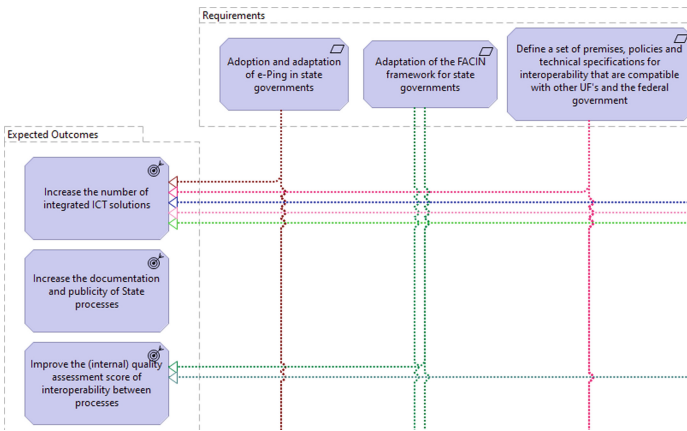 Requirements
Adoption and adaptation
of e-Ping in state
governments
Adaptation of the FACIN
framework for state
governments
Define a set of premises, policies and
technical specifications for
interoperability that are compatible
with other UF's and the federal
government
Expected Outcomes
Increase the number of
integrated ICT solutions
Increase the documentation
and publicity of State
processes
Improve the (internal) quality
assessment score of
interoperability between
processes